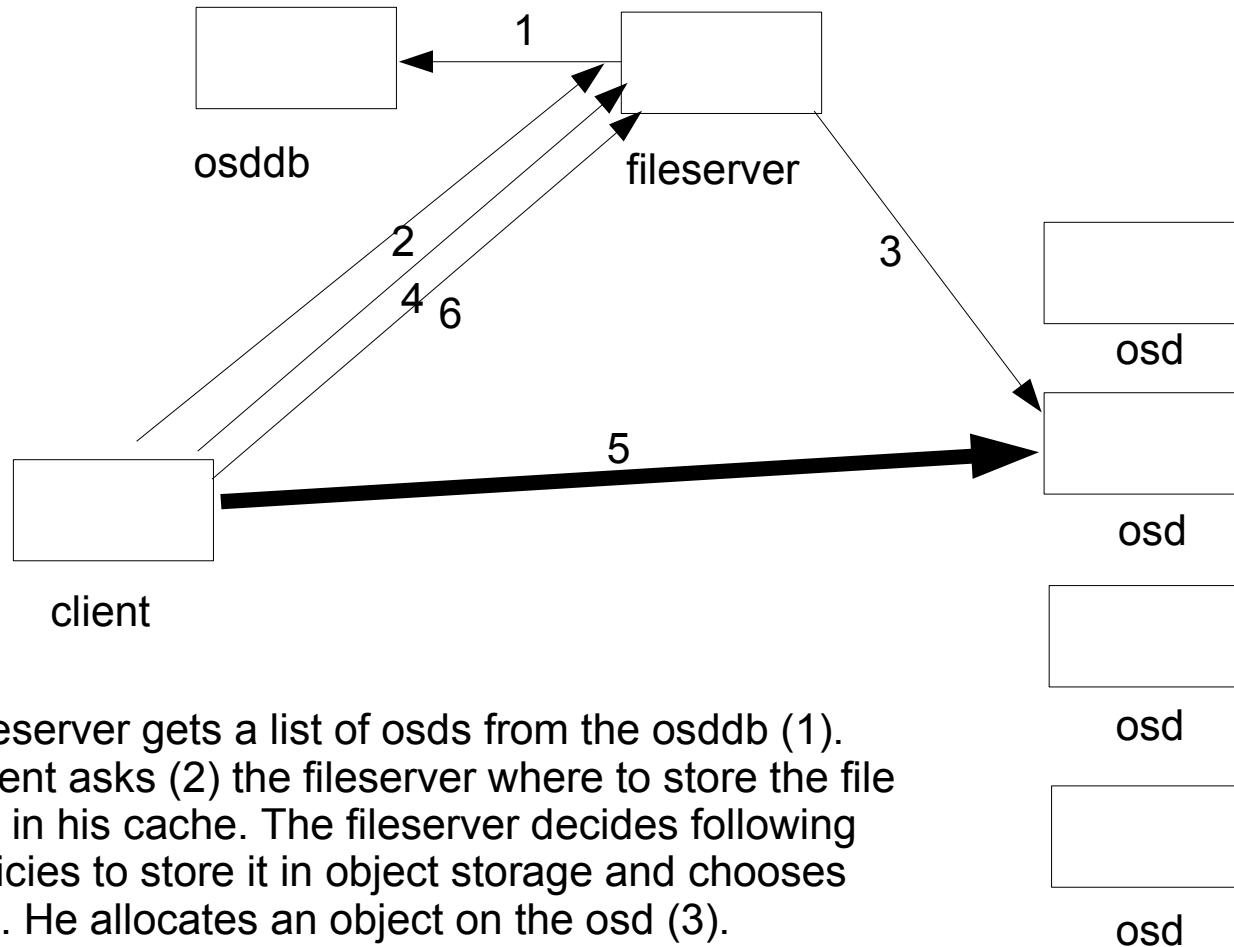 1
osddb
fileserver
2
3
4
6
osd
5
osd
client
osd
eserver gets a list of osds from the osddb (1).
ent asks (2) the fileserver where to store the file
in his cache. The fileserver decides following
icies to store it in object storage and chooses
. He allocates an object on the osd (3).
osd